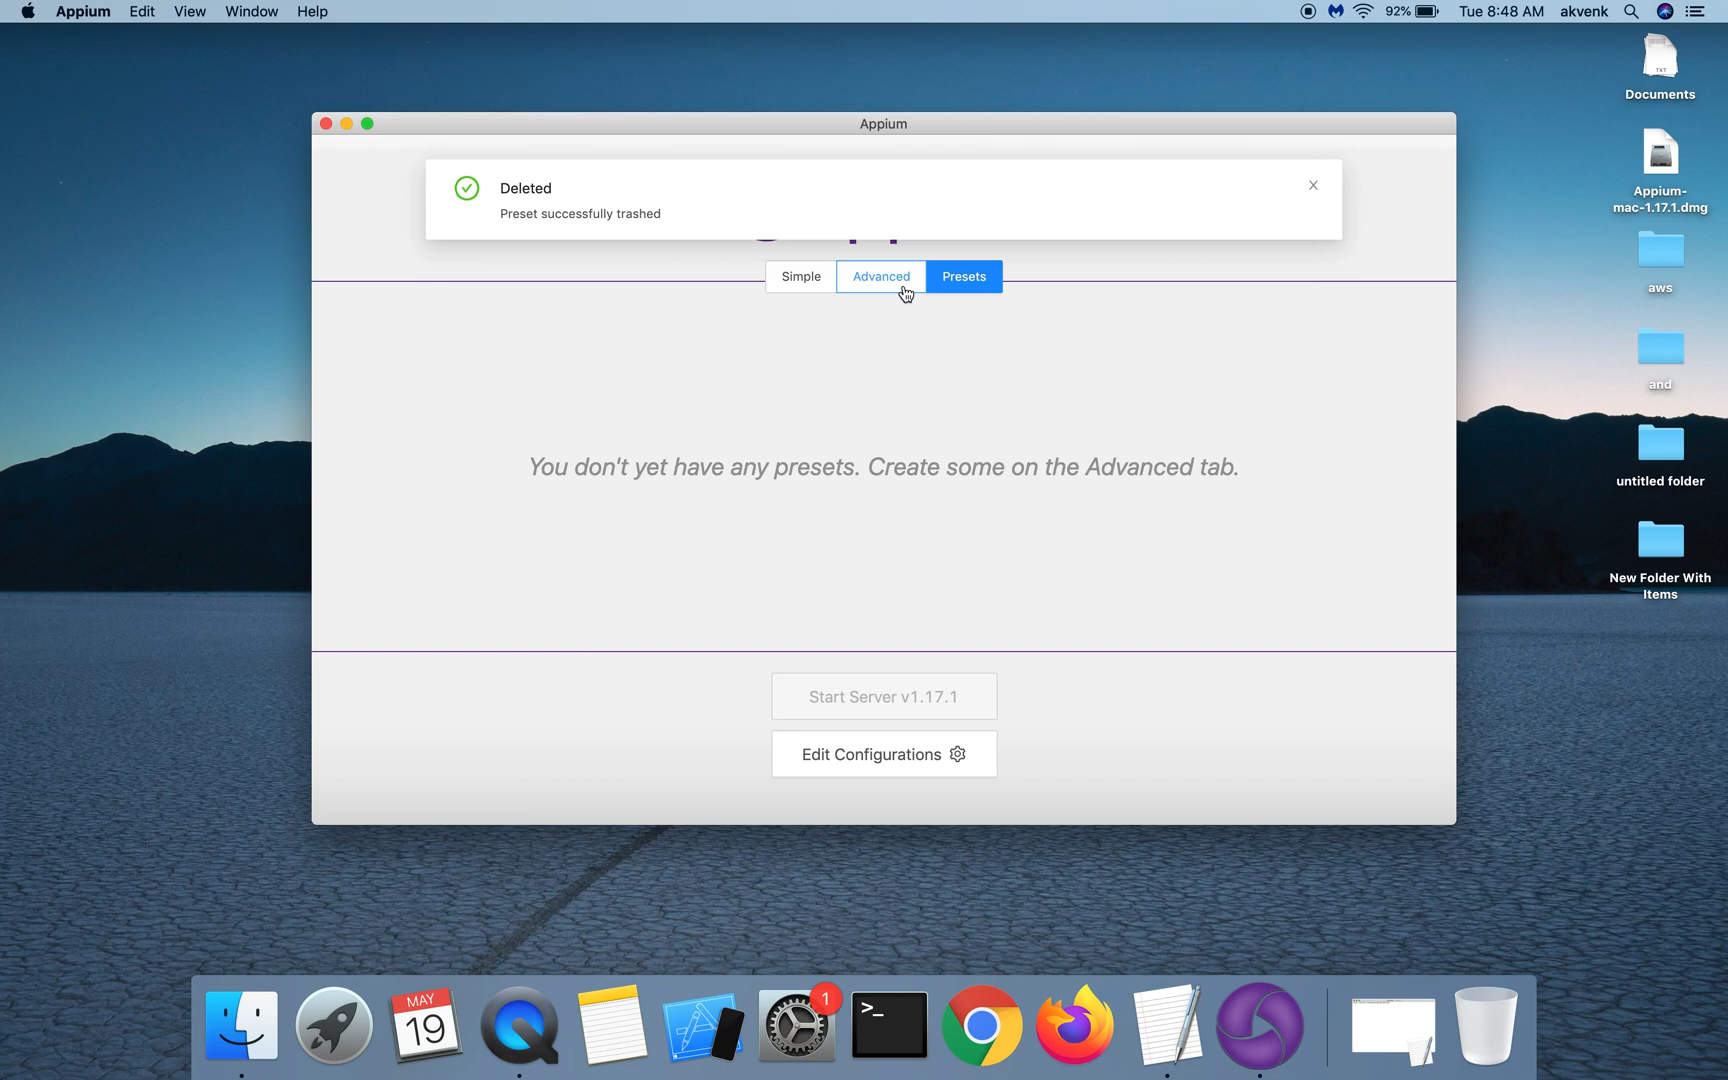 Appium Edit View Window Help 92% Tue 8:48 AM akvenk
TXT
Documents
Appium-
mac-1.17.1.dmg
aws
and
untitled folder
New Folder With
Items
Appium
Deleted
Preset successfully trashed
Simple Advanced Presets
You don't yet have any presets. Create some on the Advanced tab.
Start Server v1.17.1
Edit Configurations
MAY
19
1
>_